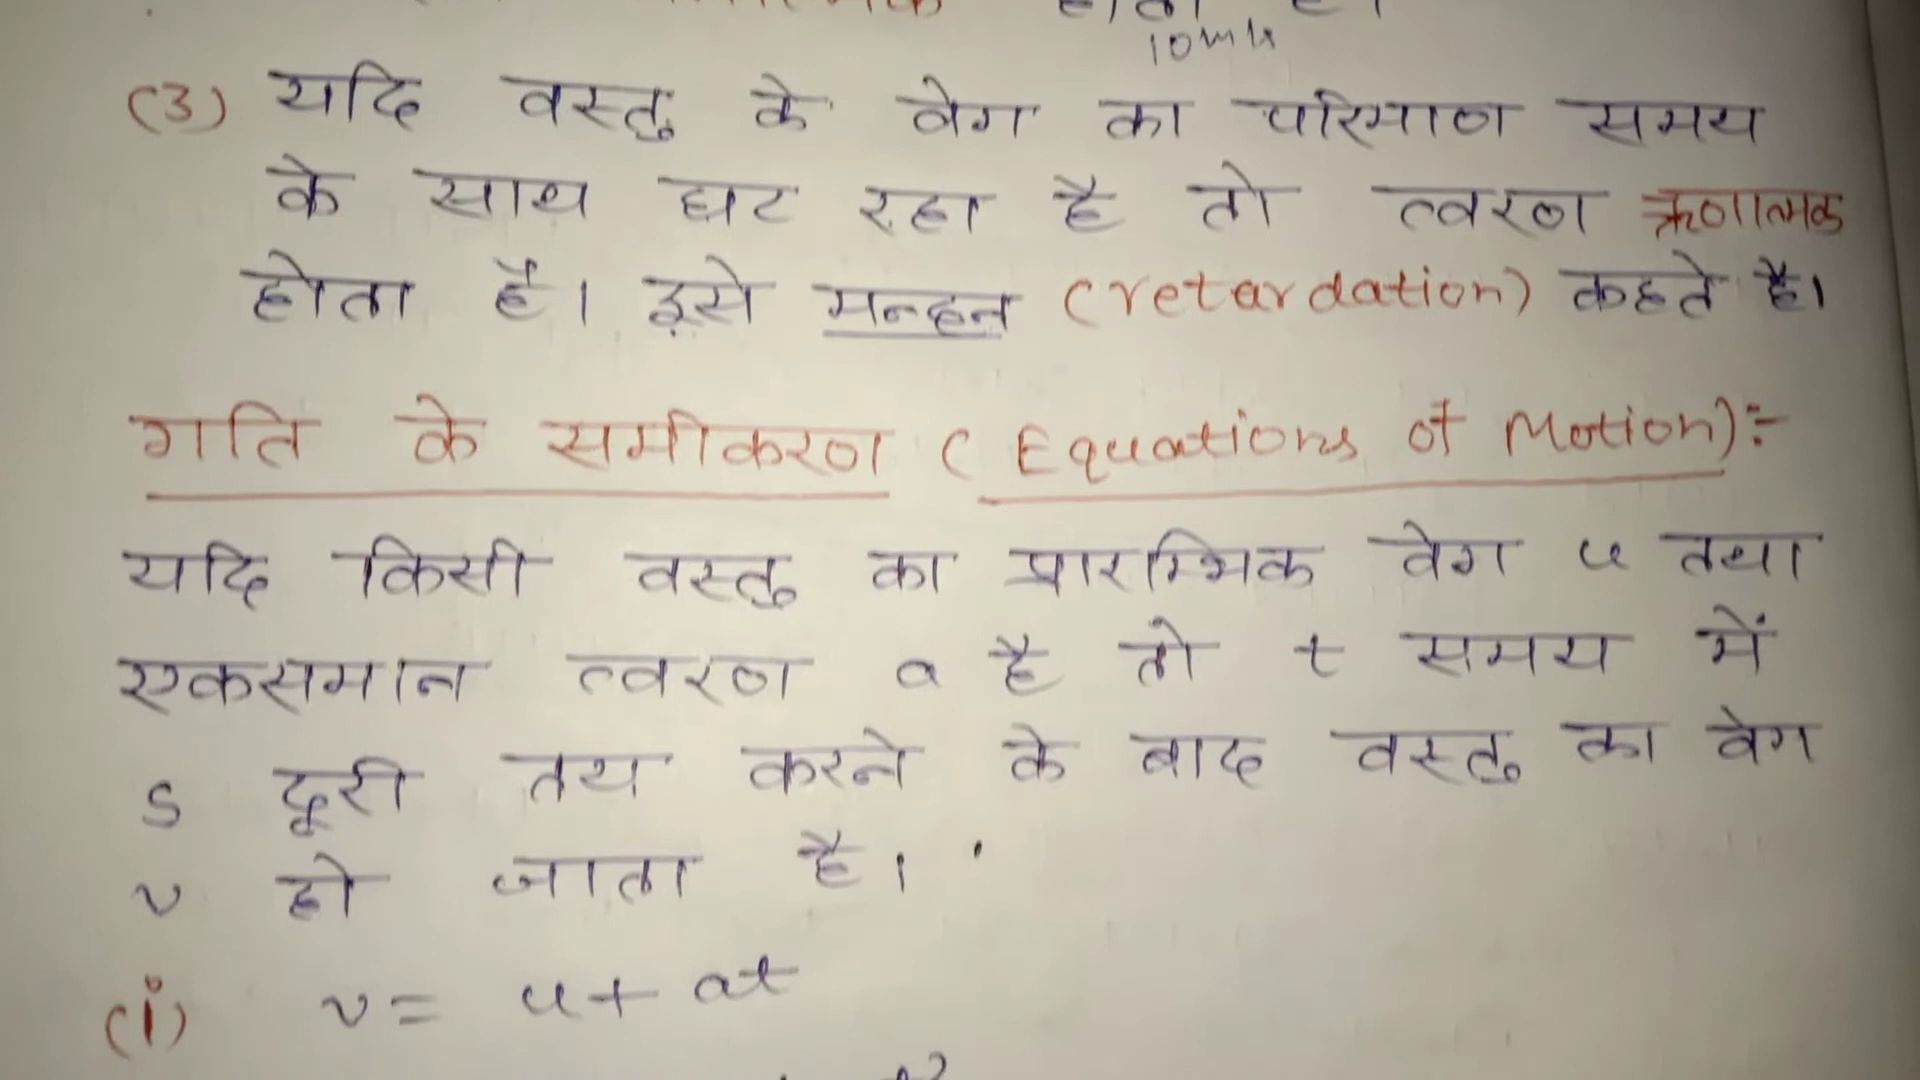 10m/s
(3) यदि वस्तु के वेग का परिमाण समय
के साथ घट रहा है तो त्वरण ऋणात्मक
होता है। इसे मन्दन (retardation) कहते है।
गति के समीकरण (Equations of Motion):-
यदि किसी वस्तु का प्रारम्भिक वेग u तथा
एकसमान त्वरण a है तो t समय में
s दूरी तय करने के बाद वस्तु का वेग
v हो जाता है।
(i) v = u + at